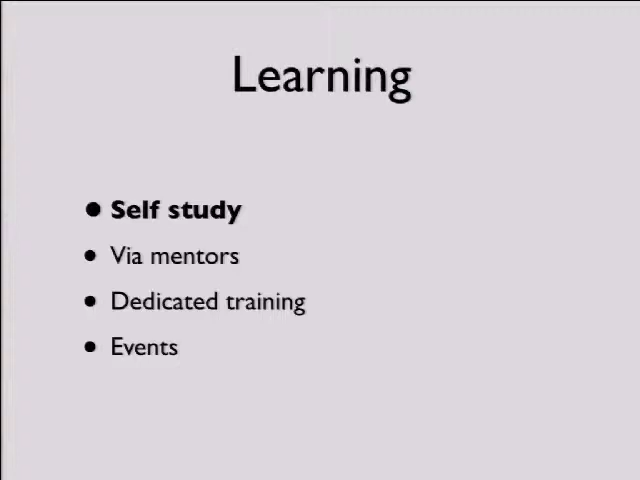 Learning
• Self study
• Via mentors
• Dedicated training
• Events